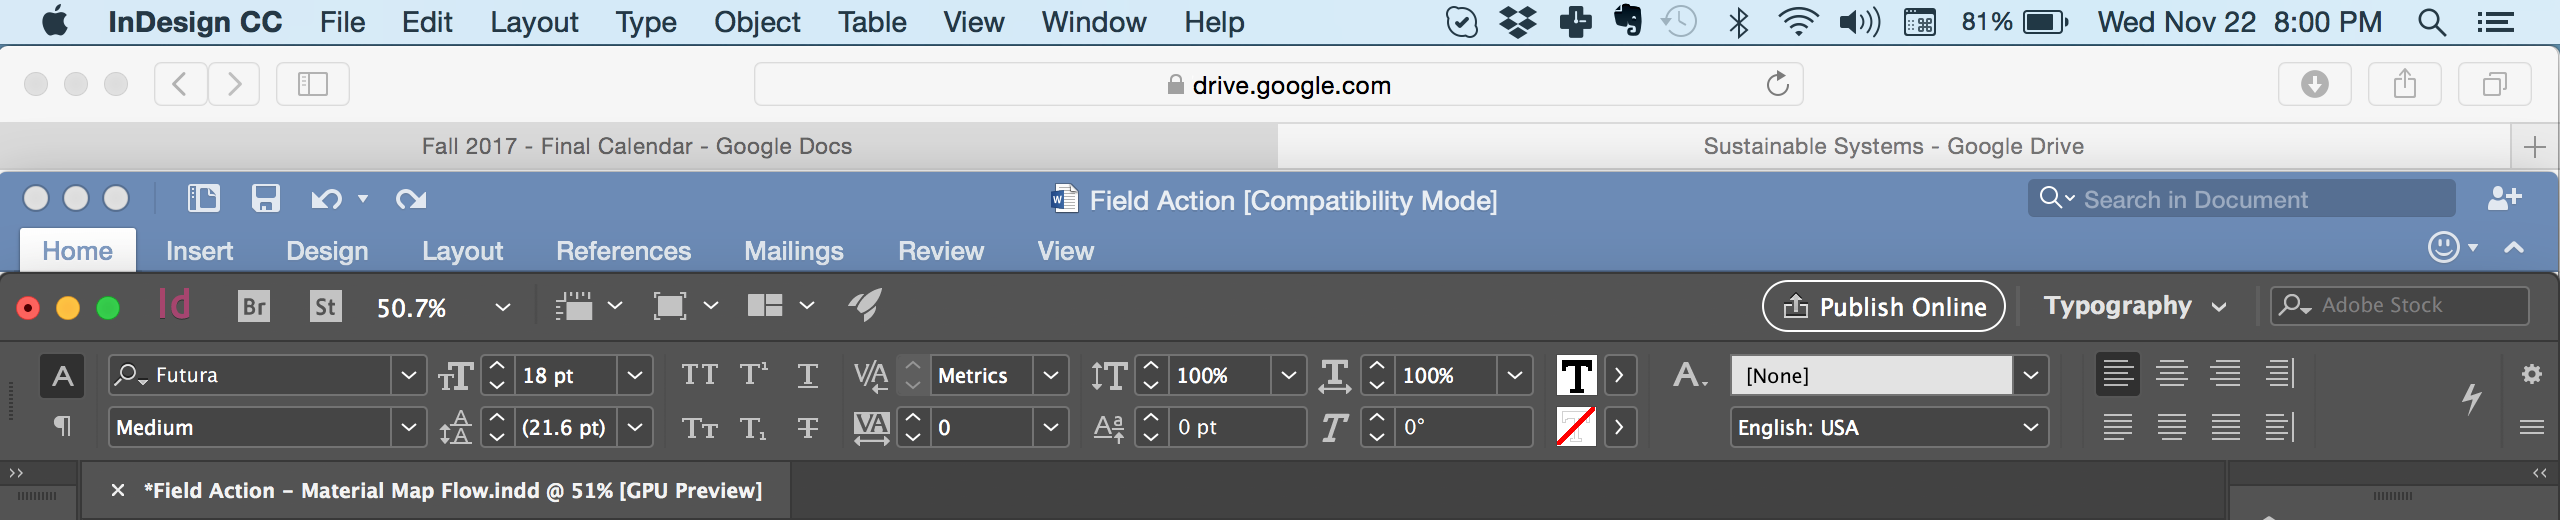 InDesign CC File Edit Layout Type Object Table View Window Help 81% Wed Nov 22 8:00 PM
drive.google.com
Fall 2017 - Final Calendar - Google Docs Sustainable Systems - Google Drive
Field Action [Compatibility Mode] Search in Document
Home Insert Design Layout References Mailings Review View
Id Br St 50.7% Publish Online Typography Adobe Stock
A Futura 18 pt Metrics 100% 100% [None]
Medium (21.6 pt) 0 0 pt 0° English: USA
*Field Action – Material Map Flow.indd @ 51% [GPU Preview]